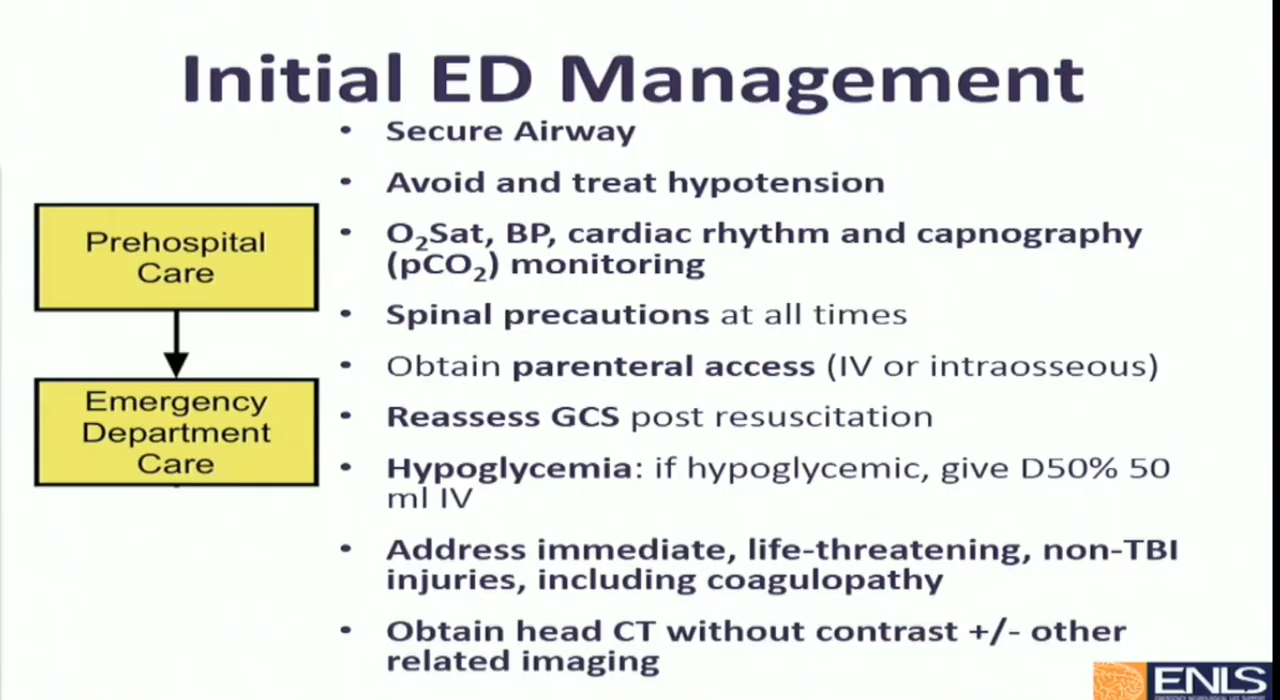 Initial ED Management
Prehospital
Care
Emergency
Department
Care
• Secure Airway
• Avoid and treat hypotension
• O₂Sat, BP, cardiac rhythm and capnography
(pCO₂) monitoring
• Spinal precautions at all times
• Obtain parenteral access (IV or intraosseous)
• Reassess GCS post resuscitation
• Hypoglycemia: if hypoglycemic, give D50% 50
ml IV
• Address immediate, life-threatening, non-TBI
injuries, including coagulopathy
• Obtain head CT without contrast +/- other
related imaging
ENLS